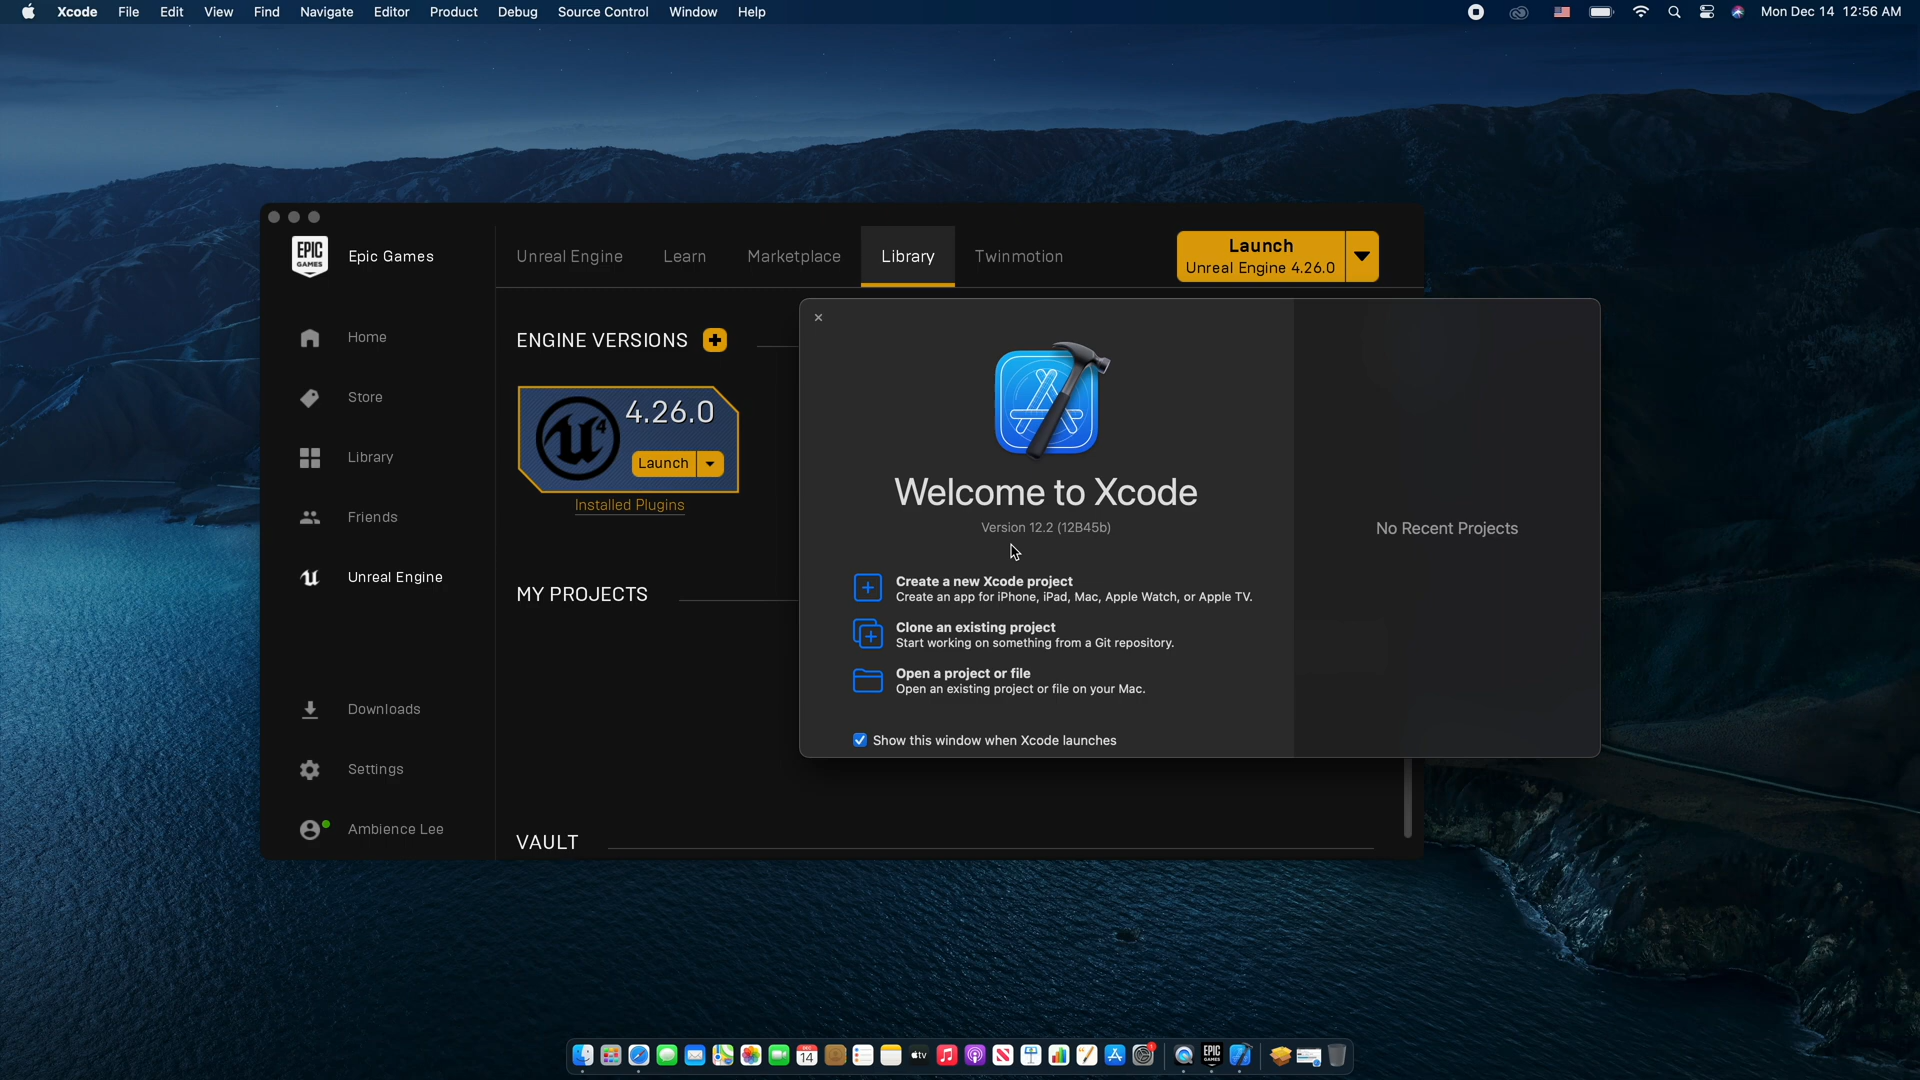 Xcode File Edit View Find Navigate Editor Product Debug Source Control Window Help Mon Dec 14 12:56 AM
EPIC GAMES
Epic Games
Home
Store
Library
Friends
Unreal Engine
Downloads
Settings
Ambience Lee
Unreal Engine Learn Marketplace Library Twinmotion
Launch
Unreal Engine 4.26.0
ENGINE VERSIONS
4.26.0
Launch
Installed Plugins
MY PROJECTS
VAULT
Welcome to Xcode
Version 12.2 (12B45b)
Create a new Xcode project
Create an app for iPhone, iPad, Mac, Apple Watch, or Apple TV.
Clone an existing project
Start working on something from a Git repository.
Open a project or file
Open an existing project or file on your Mac.
Show this window when Xcode launches
No Recent Projects
14
tv
EPIC GAMES